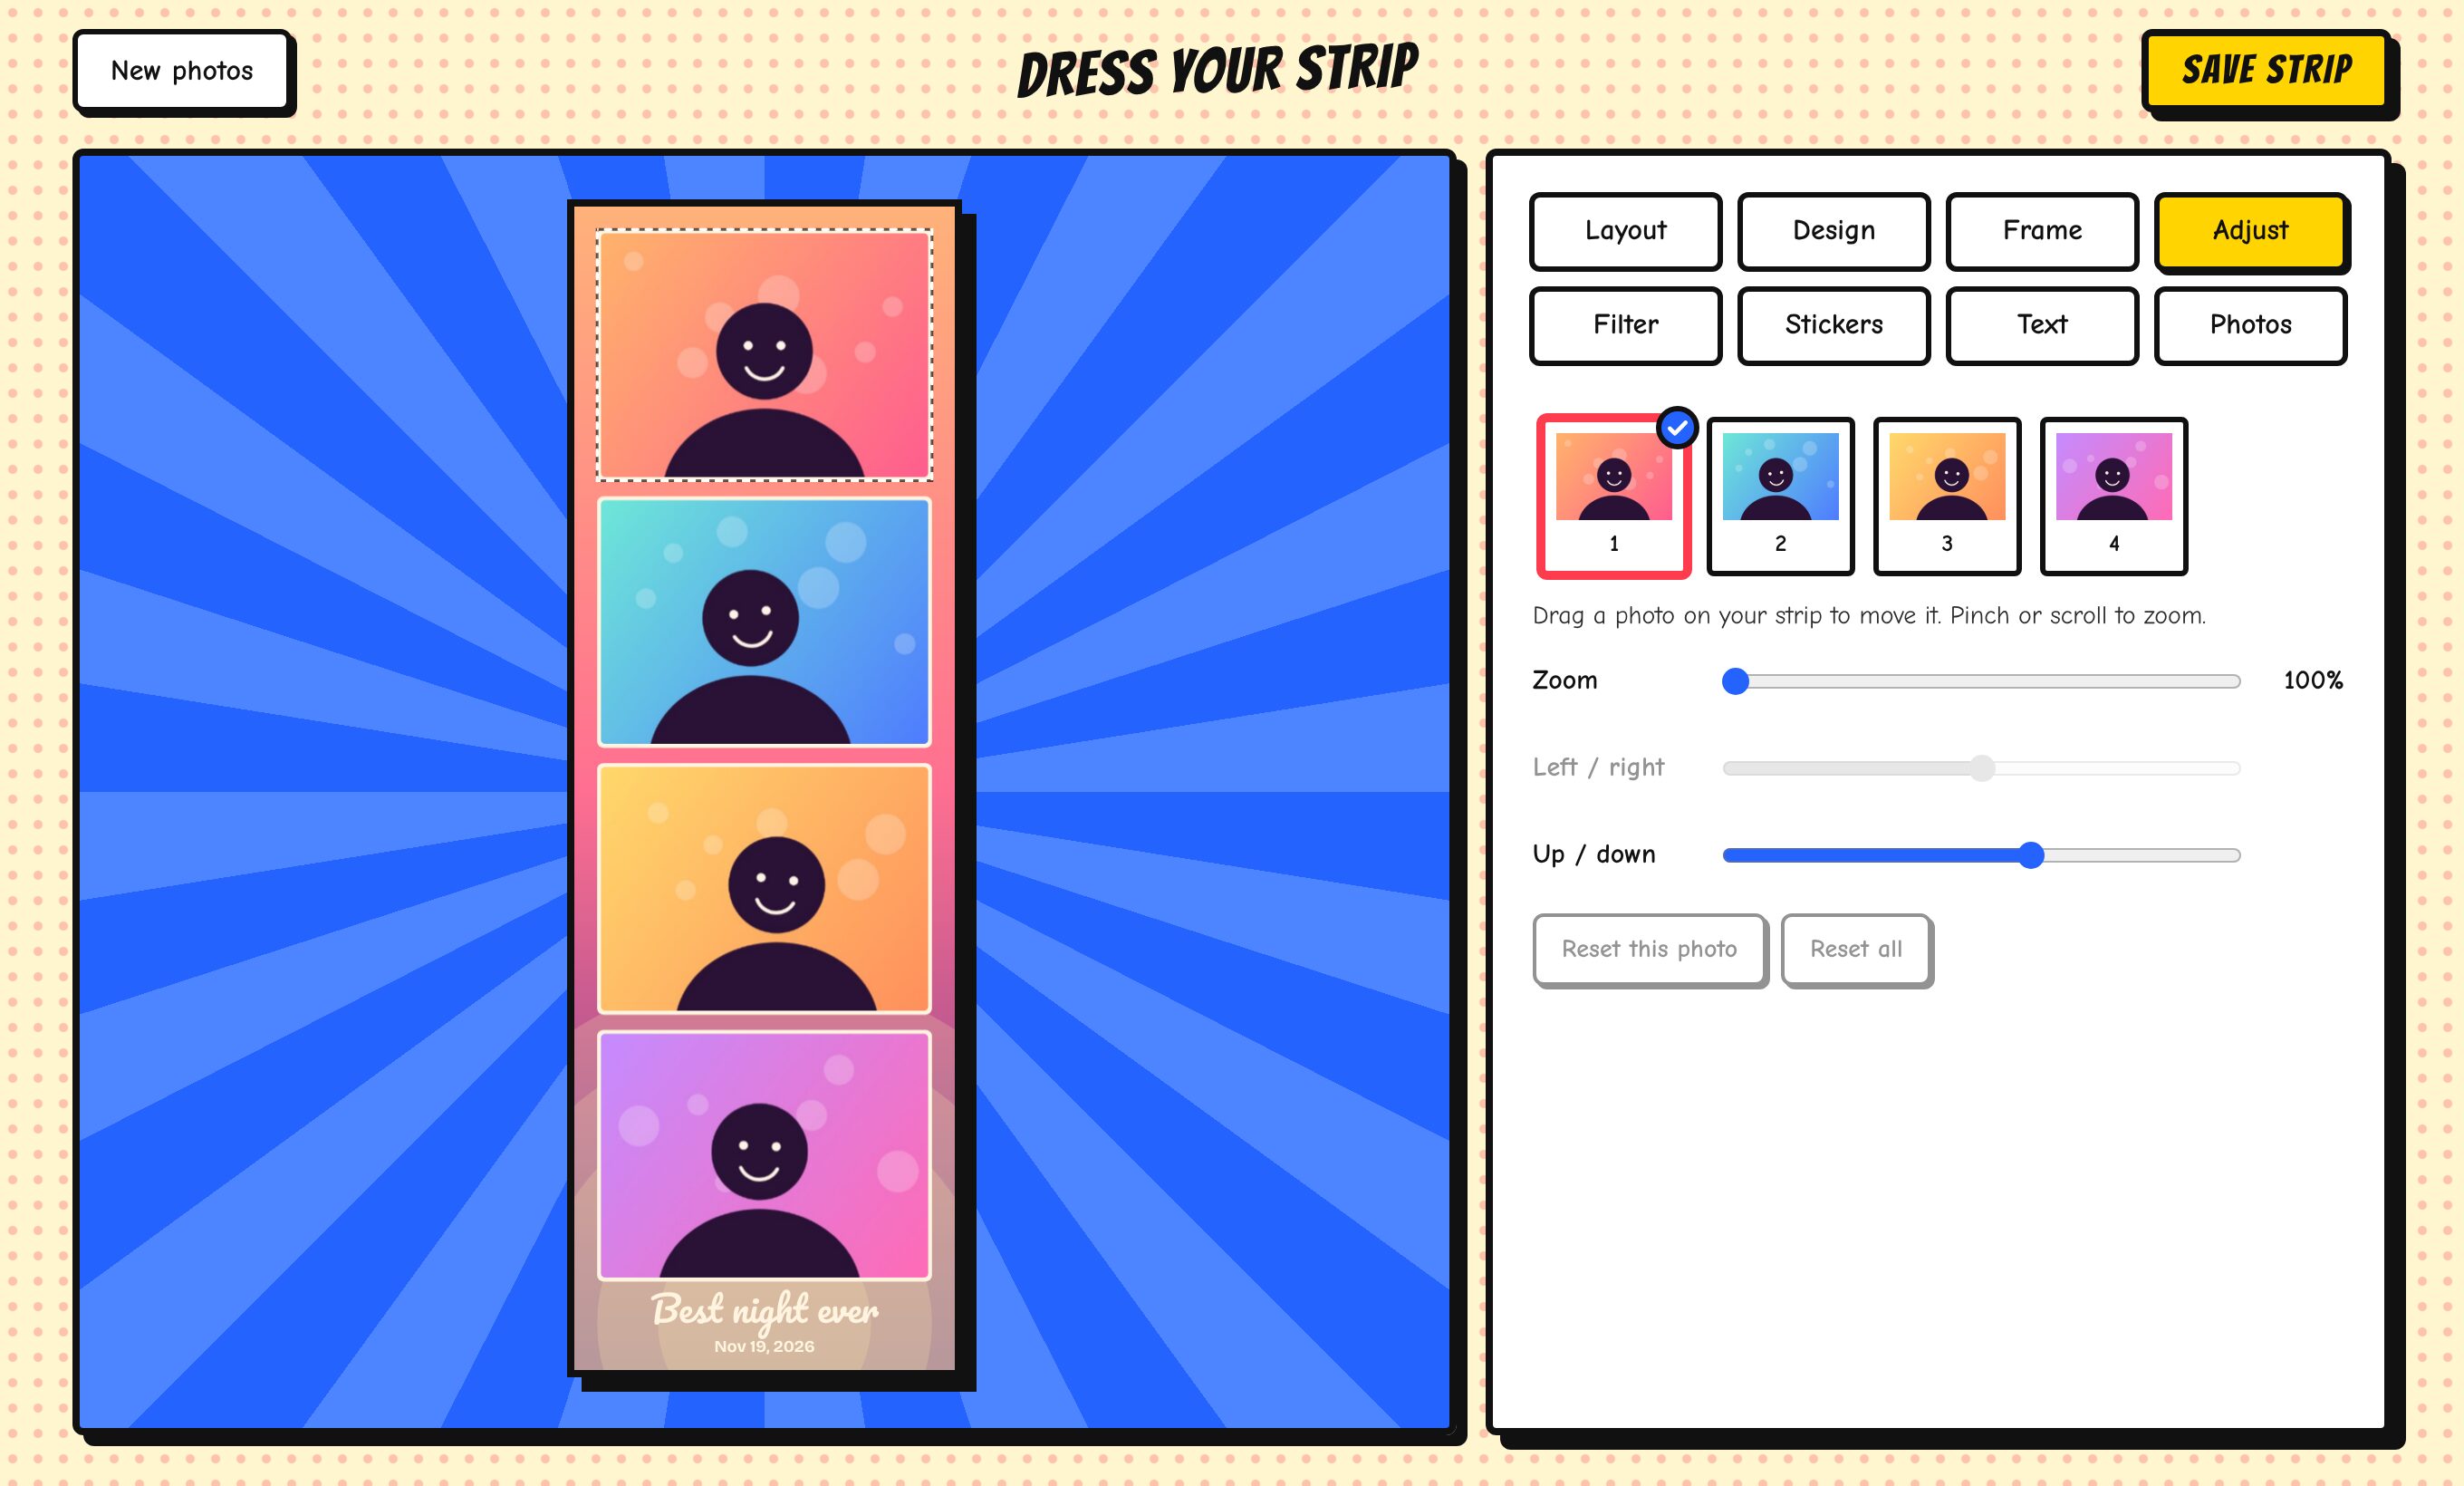 New photos
DRESS YOUR STRIP
SAVE STRIP
Layout
Design
Frame
Adjust
Filter
Stickers
Text
Photos
1
2
3
4
Drag a photo on your strip to move it. Pinch or scroll to zoom.
Zoom
100%
Left / right
Up / down
Reset this photo
Reset all
Best night ever
Nov 19, 2026